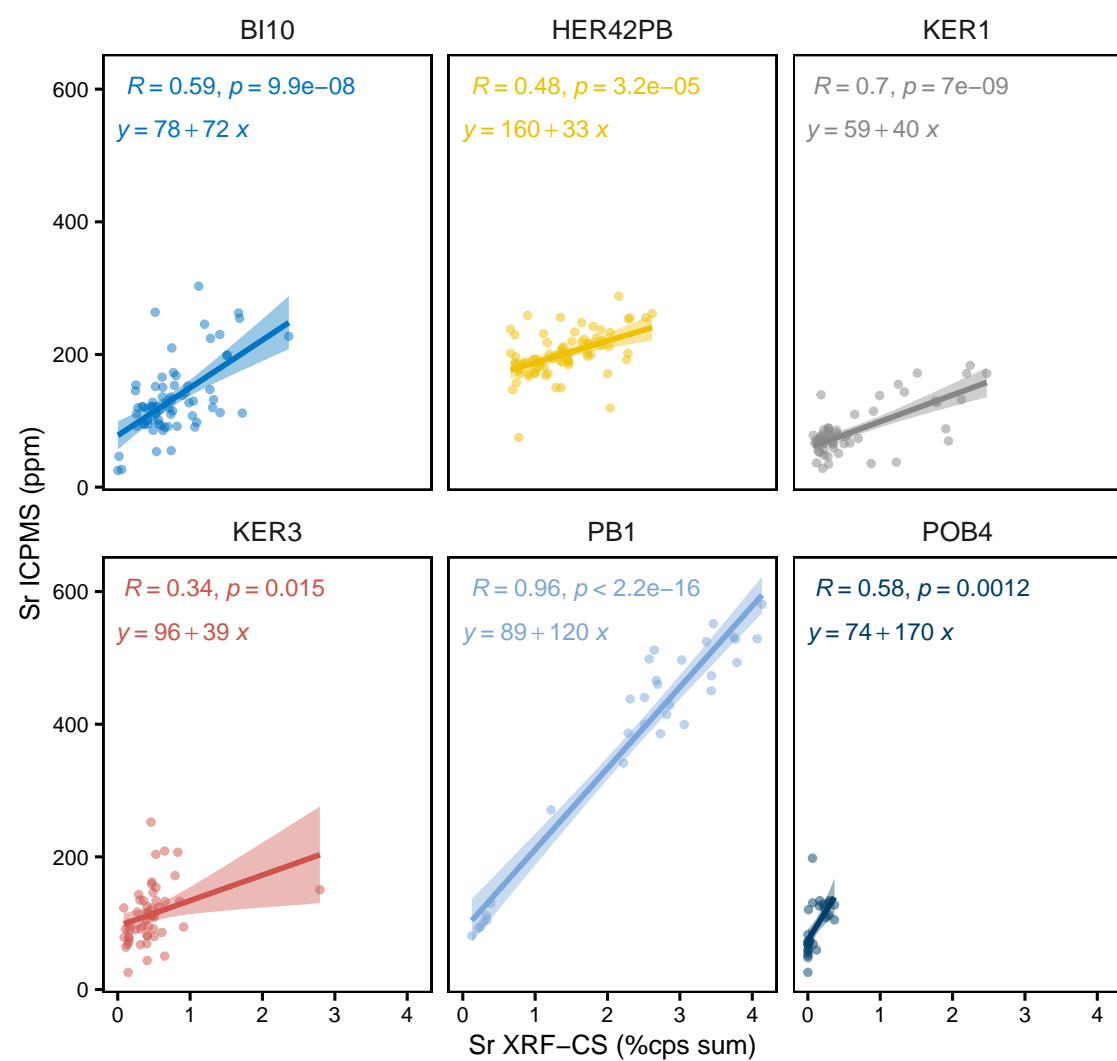 BI10
HER42PB
KER1
R = 0.59, p = 9.9e−08
y = 78 + 72 x
R = 0.48, p = 3.2e−05
y = 160 + 33 x
R = 0.7, p = 7e−09
y = 59 + 40 x
600
400
200
0
KER3
PB1
POB4
R = 0.34, p = 0.015
y = 96 + 39 x
R = 0.96, p < 2.2e−16
y = 89 + 120 x
R = 0.58, p = 0.0012
y = 74 + 170 x
600
400
200
0
0 1 2 3 4
0 1 2 3 4
0 1 2 3 4
Sr ICPMS (ppm)
Sr XRF−CS (%cps sum)